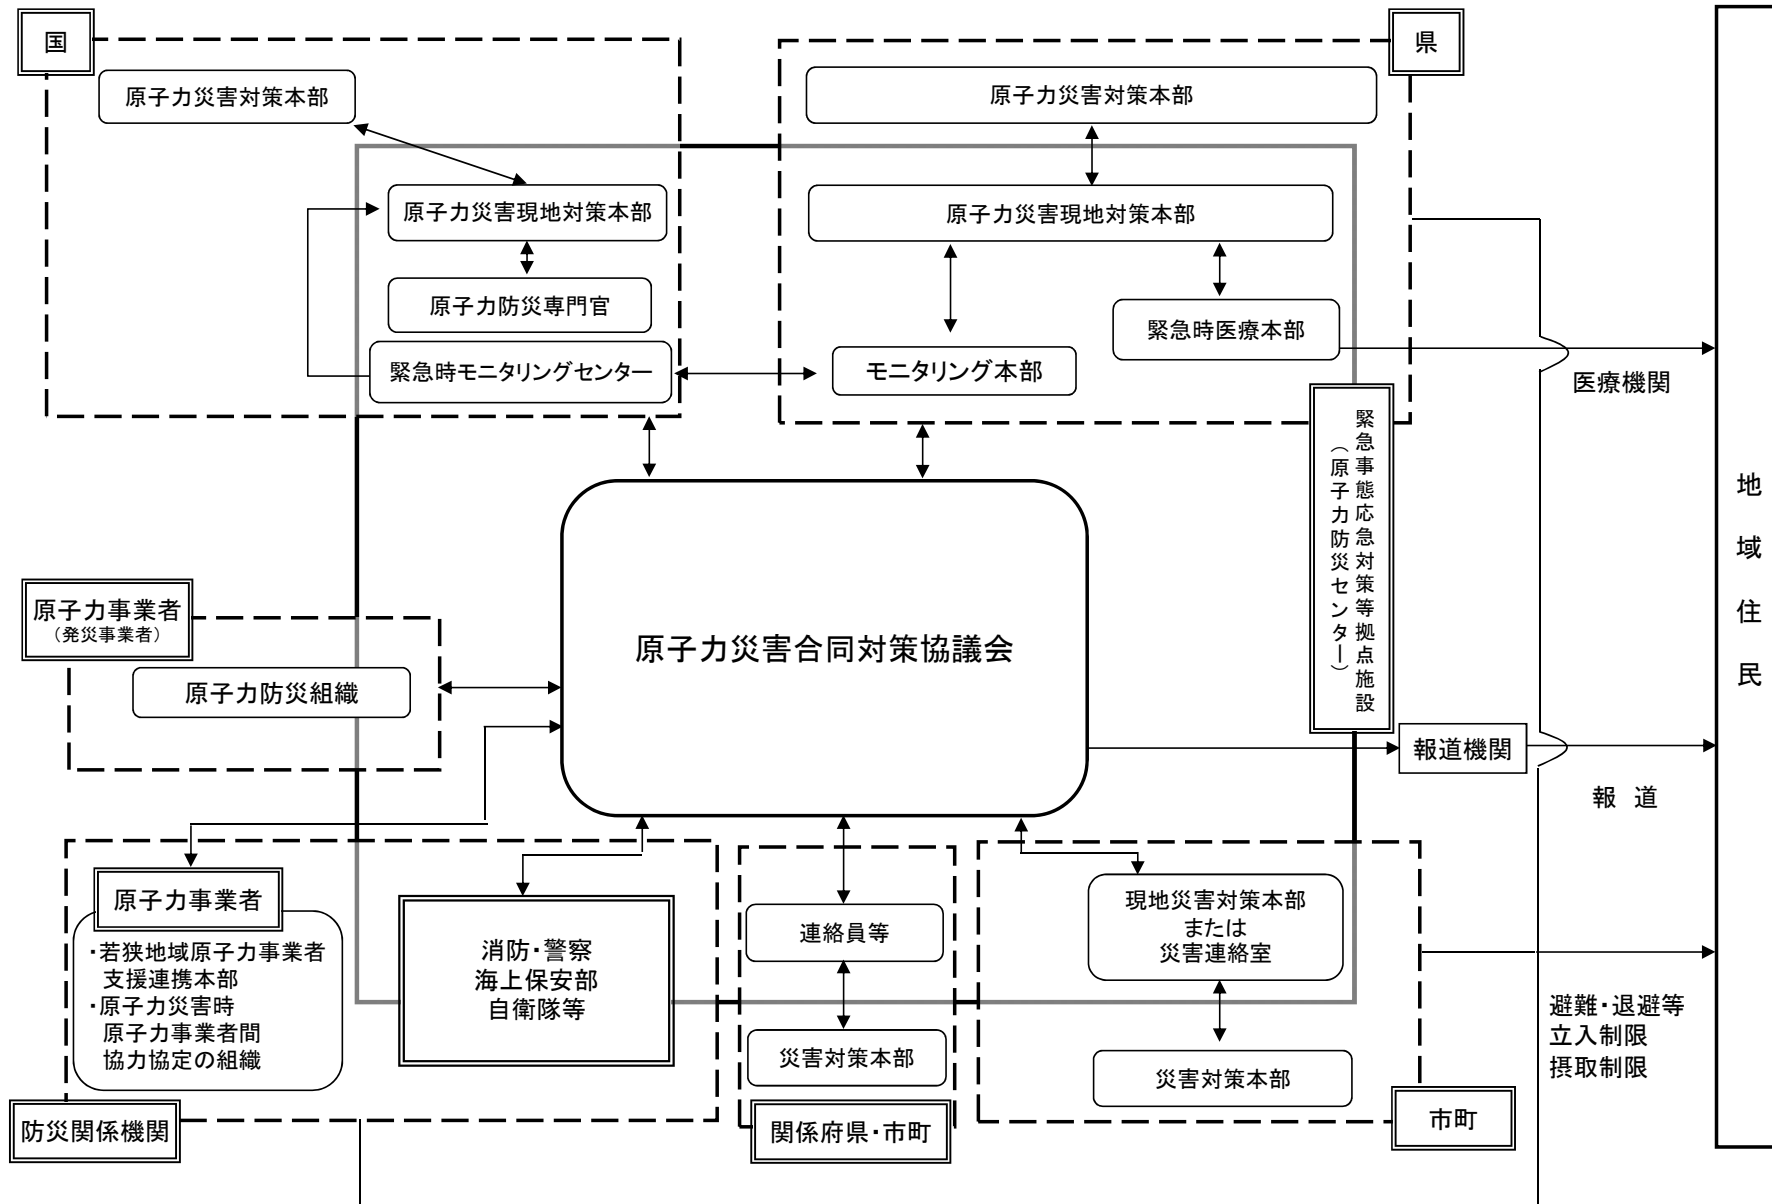 国
原子力災害対策本部
原子力災害現地対策本部
原子力防災専門官
緊急時モニタリングセンター
県
原子力災害対策本部
原子力災害現地対策本部
緊急時医療本部
モニタリング本部
医療機関
緊急事態応急対策等拠点施設
（原子力防災センター）
地域住民
原子力事業者
（発災事業者）
原子力防災組織
原子力災害合同対策協議会
報道機関
報 道
原子力事業者
・若狭地域原子力事業者
支援連携本部
・原子力災害時
原子力事業者間
協力協定の組織
消防・警察
海上保安部
自衛隊等
防災関係機関
連絡員等
災害対策本部
関係府県・市町
現地災害対策本部
または
災害連絡室
災害対策本部
市町
避難・退避等
立入制限
摂取制限